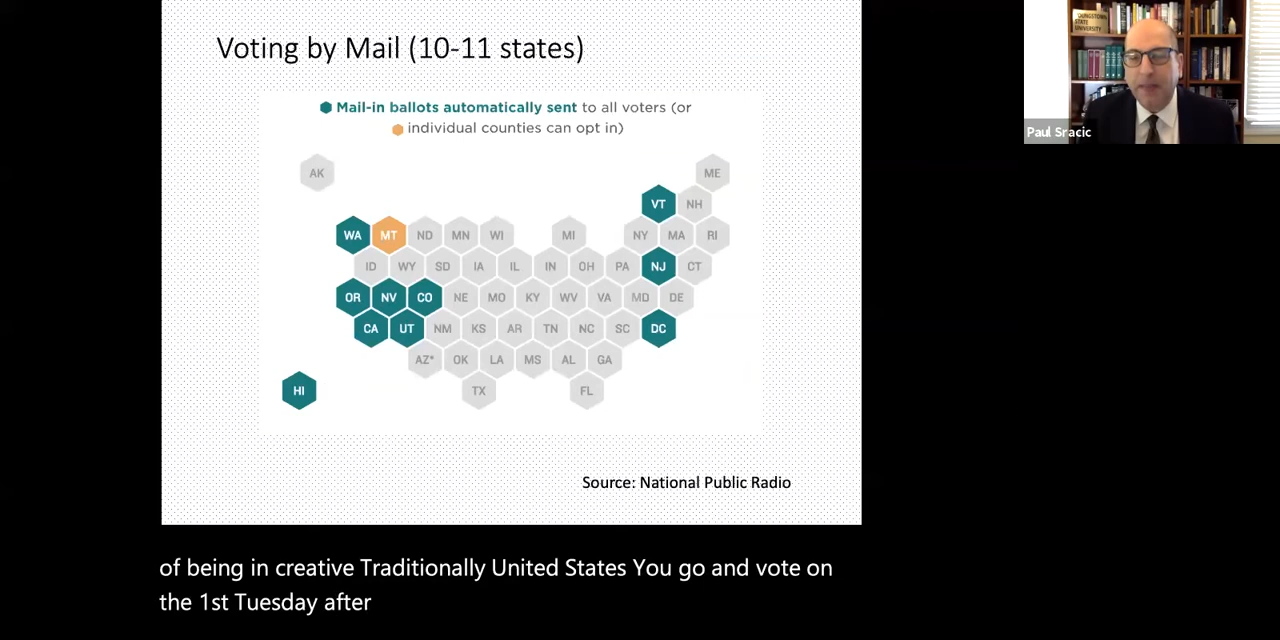 Voting by Mail (10-11 states)
Mail-in ballots automatically sent to all voters (or
individual counties can opt in)
AK ME
VT NH
WA MT ND MN WI MI NY MA RI
ID WY SD IA IL IN OH PA NJ CT
OR NV CO NE MO KY WV VA MD DE
CA UT NM KS AR TN NC SC DC
AZ* OK LA MS AL GA
HI TX FL
Source: National Public Radio
of being in creative Traditionally United States You go and vote on
the 1st Tuesday after
YOUNGSTOWN
STATE
UNIVERSITY
Paul Sracic